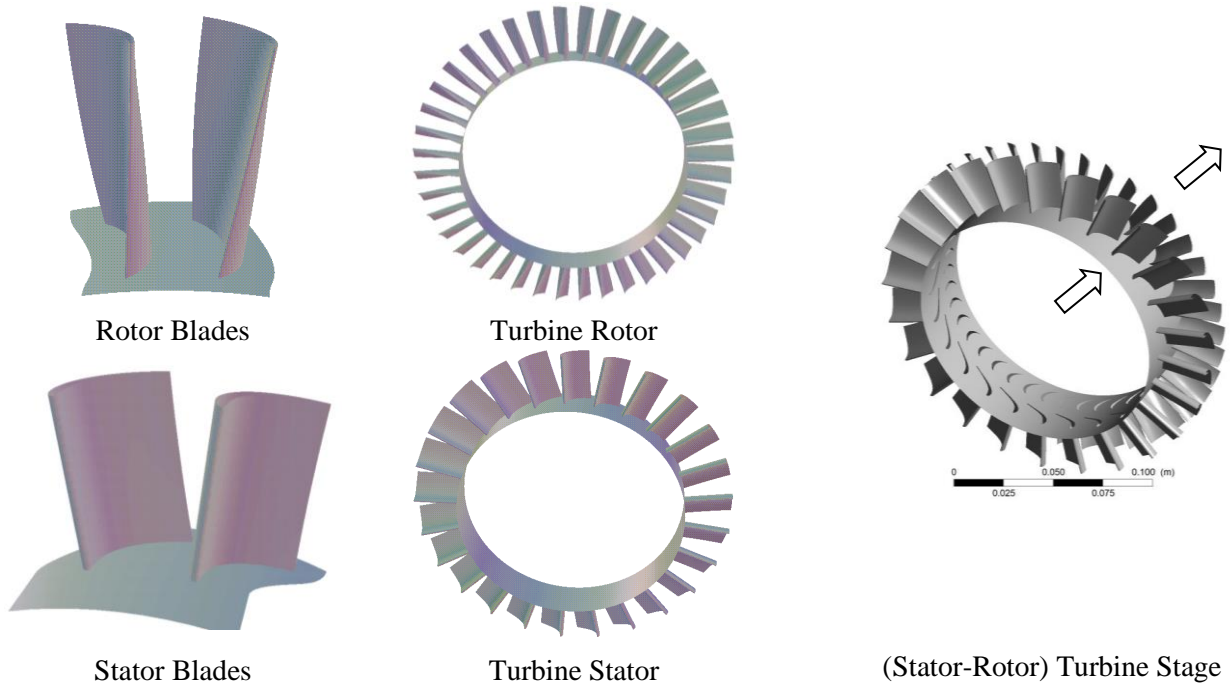 Rotor Blades
Turbine Rotor
Stator Blades
Turbine Stator
0 0.050 0.100 (m)
0.025 0.075
(Stator-Rotor) Turbine Stage